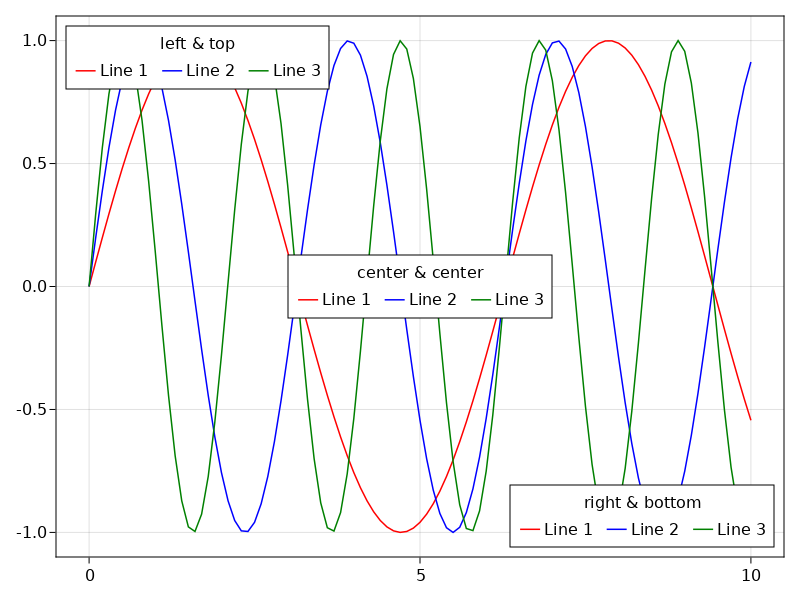 1.0
left & top
Line 1 Line 2 Line 3
0.5
center & center
0.0
Line 1 Line 2 Line 3
-0.5
right & bottom
Line 1 Line 2 Line 3
-1.0
0 5 10